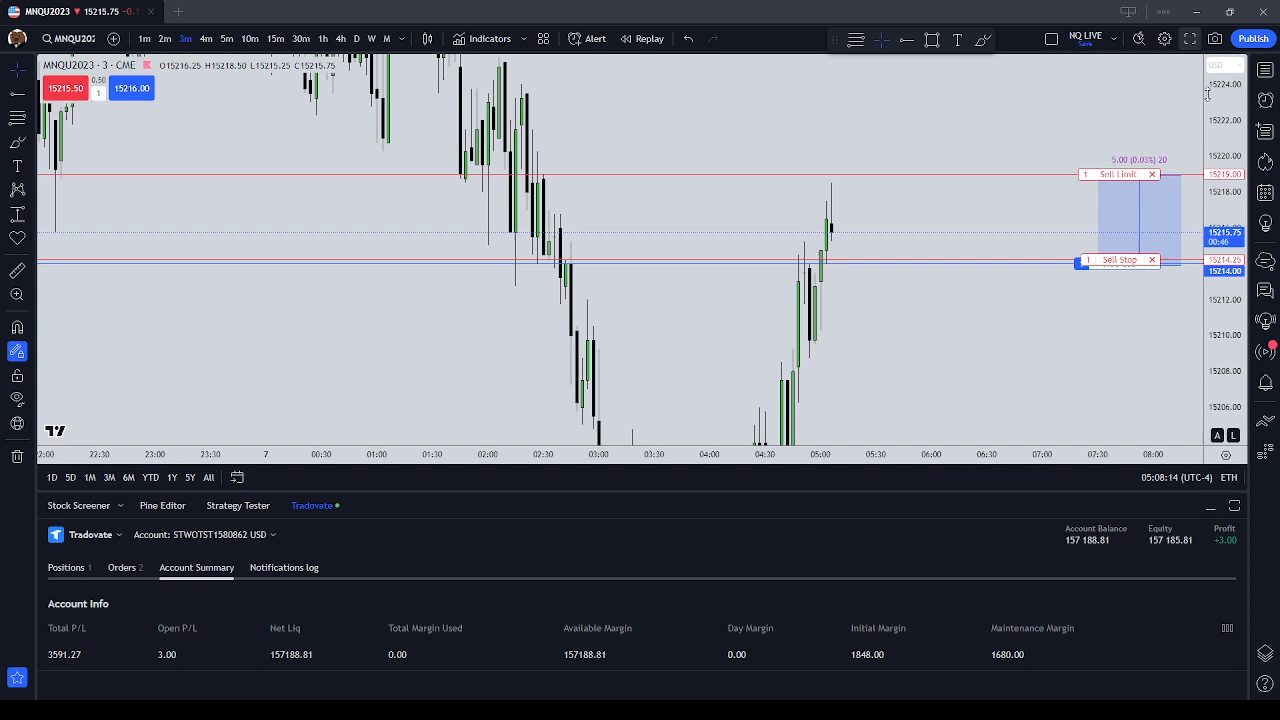 MNQU2023 ▼ 15215.75 −0.1
MNQU202 1m 2m 3m 4m 5m 10m 15m 30m 1h 4h D W M Indicators Alert Replay NQ LIVE Save Publish
MNQU2023 · 3 · CME O15216.25 H15218.50 L15215.25 C15215.75 USD
15215.50 0.50 1 15216.00
15224.00
15222.00
15220.00
5.00 (0.03%) 20
1 Sell Limit 15219.00
15218.00
15215.75
00:46
1 Sell Stop 15214.25
15214.00
15212.00
15210.00
15208.00
15206.00
A L
22:00 22:30 23:00 7 00:30 01:00 01:30 02:00 02:30 03:00 03:30 04:00 04:30 05:00 05:30 06:00 06:30 07:00 07:30 08:00
1D 5D 1M 3M 6M YTD 1Y 5Y All 05:08:14 (UTC-4) ETH
Stock Screener Pine Editor Strategy Tester Tradovate
Tradovate Account: STWOTST1580862 USD
Account Balance Equity Profit
157 188.81 157 185.81 +3.00
Positions 1 Orders 2 Account Summary Notifications log
Account Info
Total P/L Open P/L Net Liq Total Margin Used Available Margin Day Margin Initial Margin Maintenance Margin
3591.27 3.00 157188.81 0.00 157188.81 0.00 1848.00 1680.00